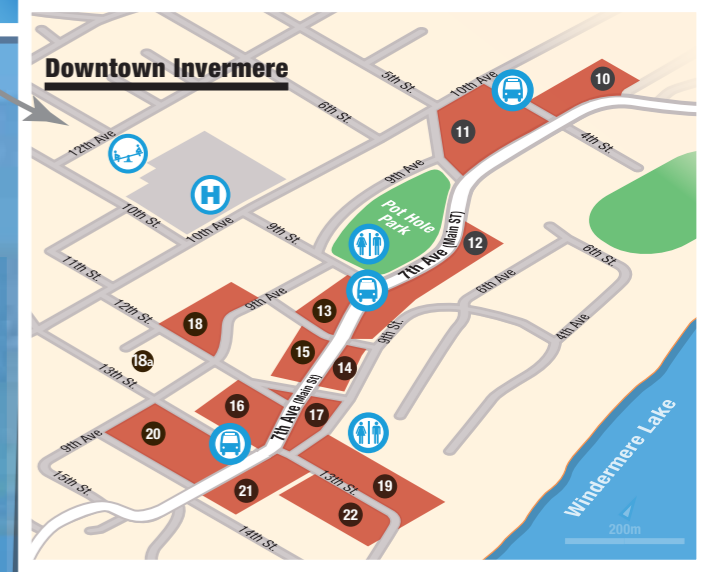 Downtown Invermere
5th St.
10th Ave
10
6th St.
11
4th St.
12th Ave
9th Ave
H
10th St.
Pot Hole
Park
7th Ave (Main ST)
12
10th Ave
9th St.
6th St.
11th St.
6th Ave
9th Ave
12th St.
13
18
9th St.
4th Ave
15
18a
14
13th St.
16
7th Ave (Main St)
17
20
9th Ave
Windermere Lake
21
13th St.
19
15th St.
22
14th St.
200m